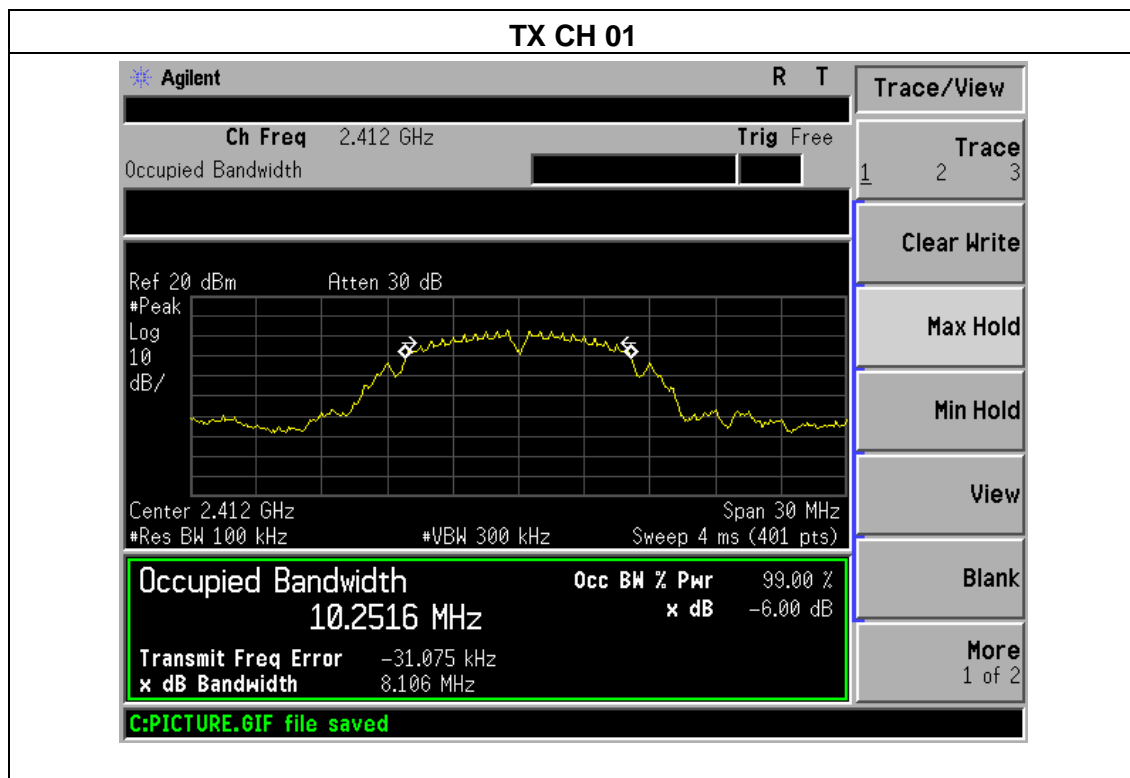 TX CH 01
Agilent R T
Trace/View
Ch Freq 2.412 GHz Trig Free
Occupied Bandwidth
Trace
1 2 3
Clear Write
Ref 20 dBm Atten 30 dB
#Peak
Log
10
dB/
Max Hold
Min Hold
View
Center 2.412 GHz Span 30 MHz
#Res BW 100 kHz #VBW 300 kHz Sweep 4 ms (401 pts)
Occupied Bandwidth Occ BW % Pwr 99.00 %
10.2516 MHz x dB -6.00 dB
Blank
Transmit Freq Error -31.075 kHz
x dB Bandwidth 8.106 MHz
More
1 of 2
C:PICTURE.GIF file saved